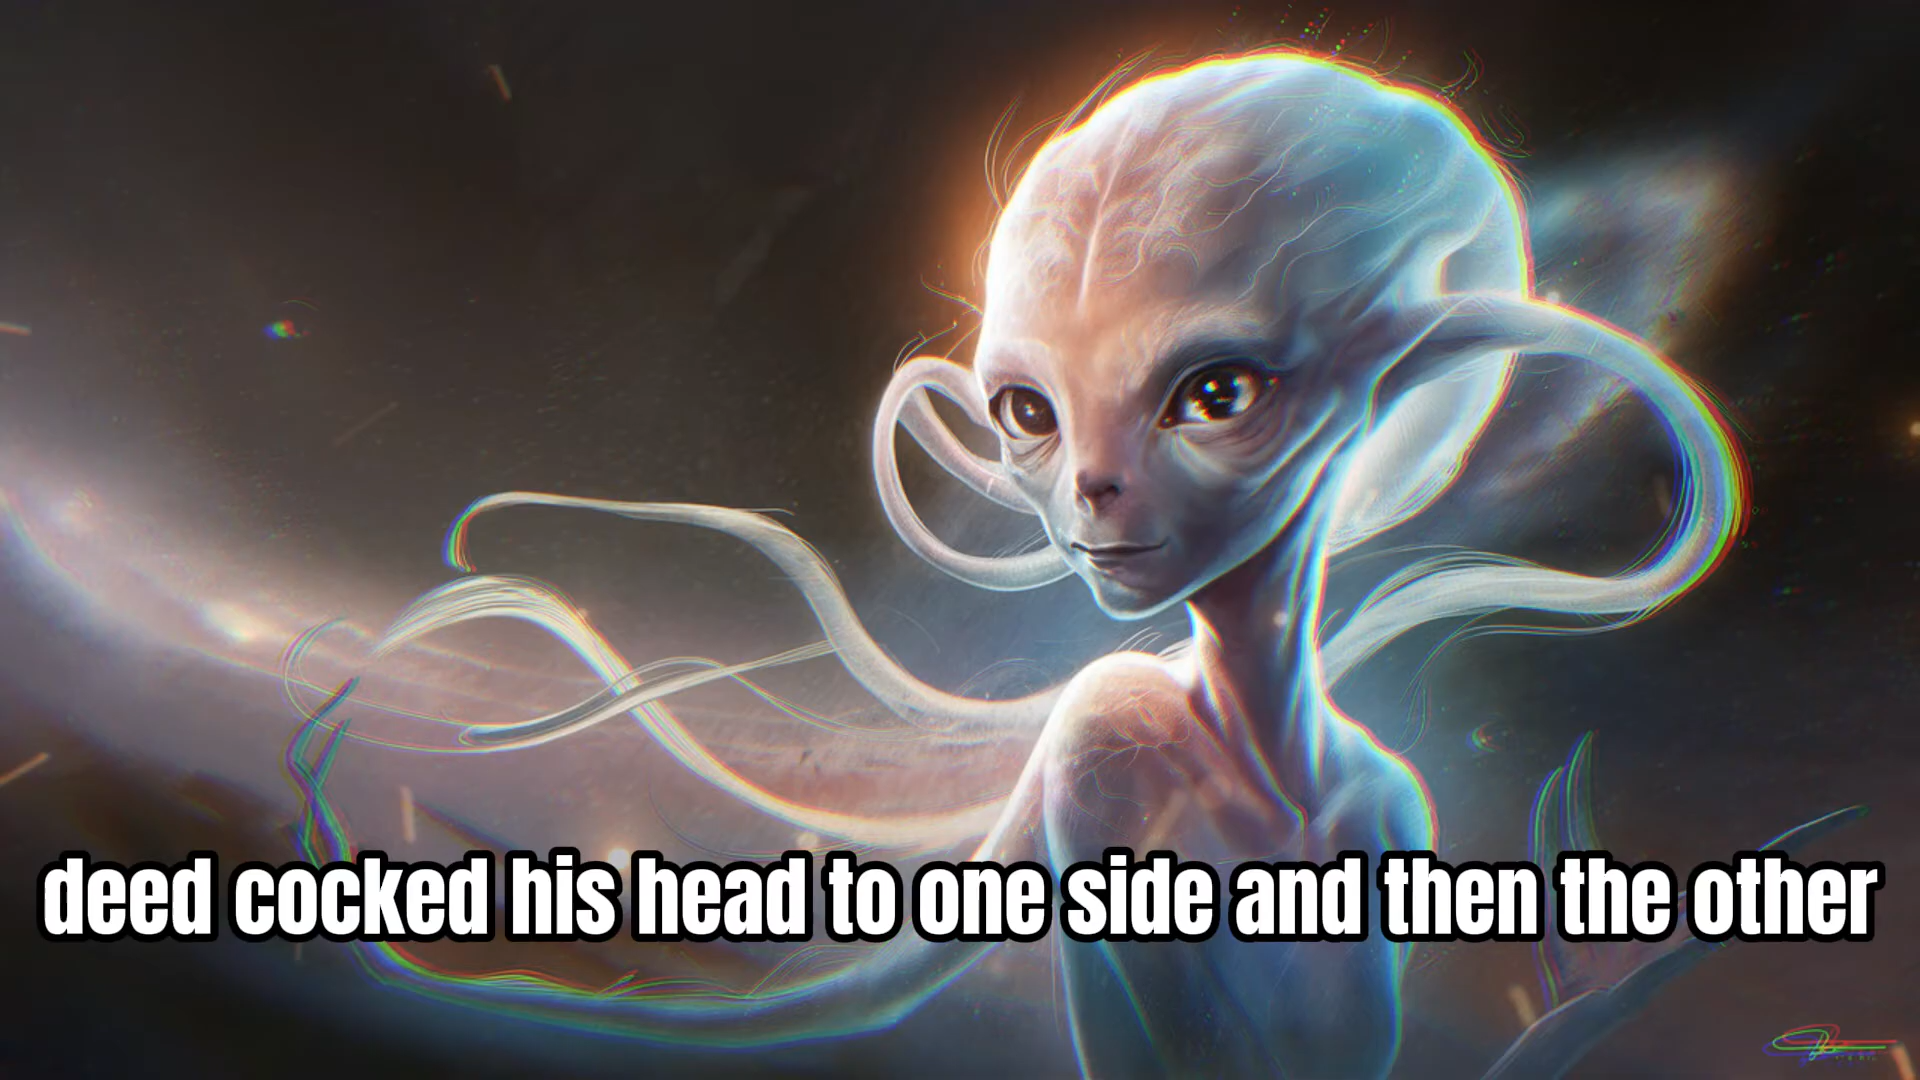 deed cocked his head to one side and then the other